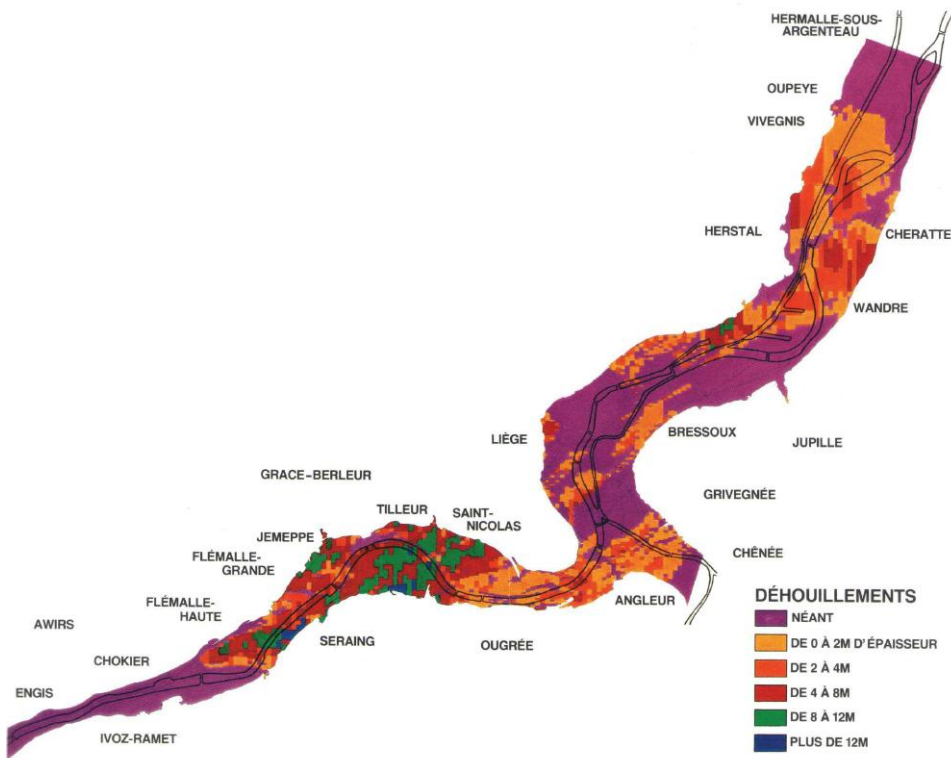 HERMALLE-SOUS-
ARGENTEAU
OUPEYE
VIVEGNIS
HERSTAL
CHERATTE
WANDRE
LIÈGE
BRESSOUX
JUPILLE
GRACE-BERLEUR
GRIVEGNÉE
TILLEUR
SAINT-
NICOLAS
JEMEPPE
FLÉMALLE-
GRANDE
CHÊNÉE
FLÉMALLE-
HAUTE
ANGLEUR
AWIRS
SERAING
OUGRÉE
CHOKIER
ENGIS
IVOZ-RAMET
DÉHOUILLEMENTS
NÉANT
DE 0 À 2M D'ÉPAISSEUR
DE 2 À 4M
DE 4 À 8M
DE 8 À 12M
PLUS DE 12M